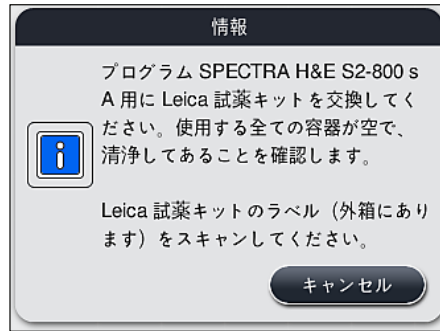 情報
プログラム SPECTRA H&E S2-800 s
A 用に Leica 試薬キットを交換してく
ださい。使用する全ての容器が空で、
清浄してあることを確認します。
Leica 試薬キットのラベル（外箱にあり
ます）をスキャンしてください。
キャンセル